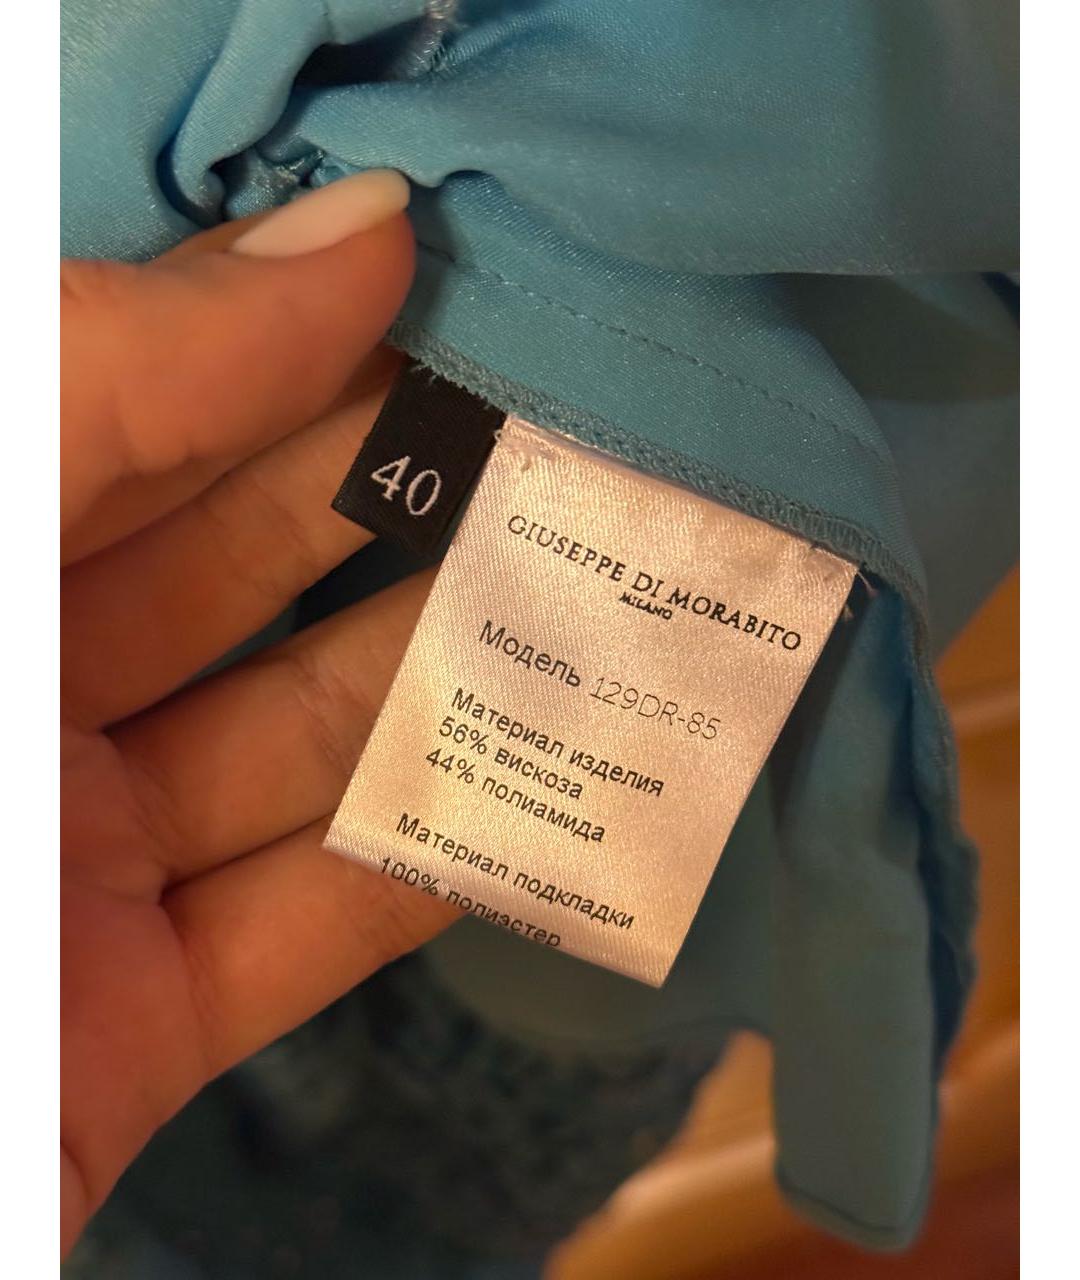 40
GIUSEPPE DI MORABITO
MILANO
Модель 129DR-85
Материал изделия
56% вискоза
44% полиамида
Материал подкладки
100% полиэстер